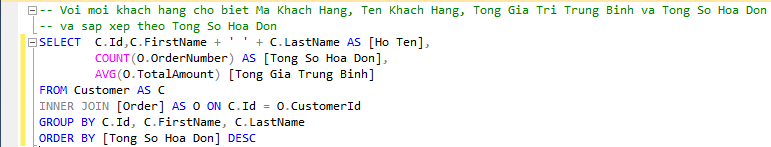 -- Voi moi khach hang cho biet Ma Khach Hang, Ten Khach Hang, Tong Gia Tri Trung Binh va Tong So Hoa Don
-- va sap xep theo Tong So Hoa Don
SELECT  C.Id,C.FirstName + ' ' + C.LastName AS [Ho Ten],
        COUNT(O.OrderNumber) AS [Tong So Hoa Don],
        AVG(O.TotalAmount) [Tong Gia Trung Binh]
FROM Customer AS C
INNER JOIN [Order] AS O ON C.Id = O.CustomerId
GROUP BY C.Id, C.FirstName, C.LastName
ORDER BY [Tong So Hoa Don] DESC